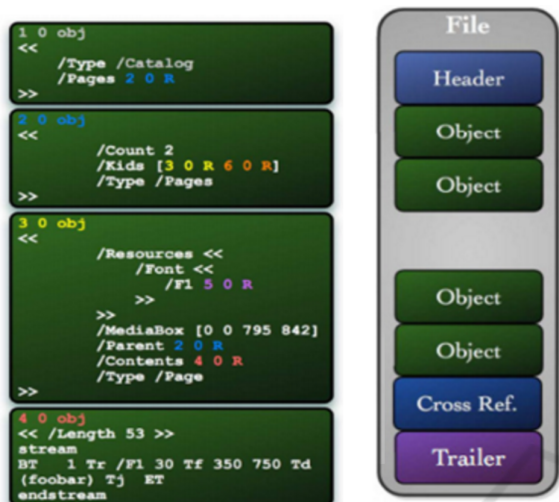 1 0 obj
<<
/Type /Catalog
/Pages 2 0 R
>>
2 0 obj
<<
/Count 2
/Kids [3 0 R 6 0 R]
/Type /Pages
>>
3 0 obj
<<
/Resources <<
/Font <<
/F1 5 0 R
>>
>>
/MediaBox [0 0 795 842]
/Parent 2 0 R
/Contents 4 0 R
/Type /Page
>>
4 0 obj
<< /Length 53 >>
stream
BT 1 Tr /F1 30 Tf 350 750 Td
(foobar) Tj ET
endstream
File
Header
Object
Object
Object
Object
Cross Ref.
Trailer